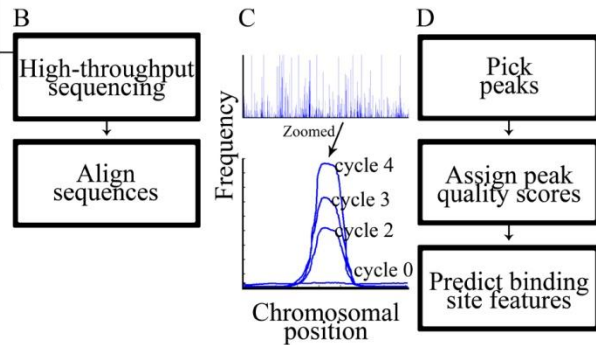 B
High-throughput
sequencing
Align
sequences
C
Frequency
Zoomed
cycle 4
cycle 3
cycle 2
cycle 0
Chromosomal
position
D
Pick
peaks
Assign peak
quality scores
Predict binding
site features